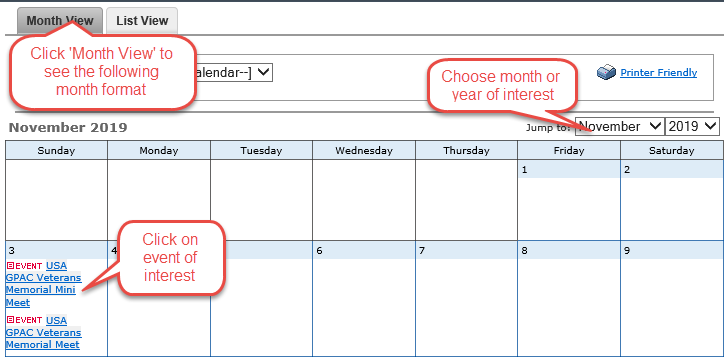 Month View
List View
Click 'Month View' to
see the following
month format
alendar--]
Choose month or
year of interest
Printer Friendly
November 2019
Jump to:
November
2019
Sunday Monday Tuesday Wednesday Thursday Friday Saturday
1 2
3 4 6 7 8 9
EVENT USA
GPAC Veterans
Memorial Mini
Meet
EVENT USA
GPAC Veterans
Memorial Meet
Click on
event of
interest